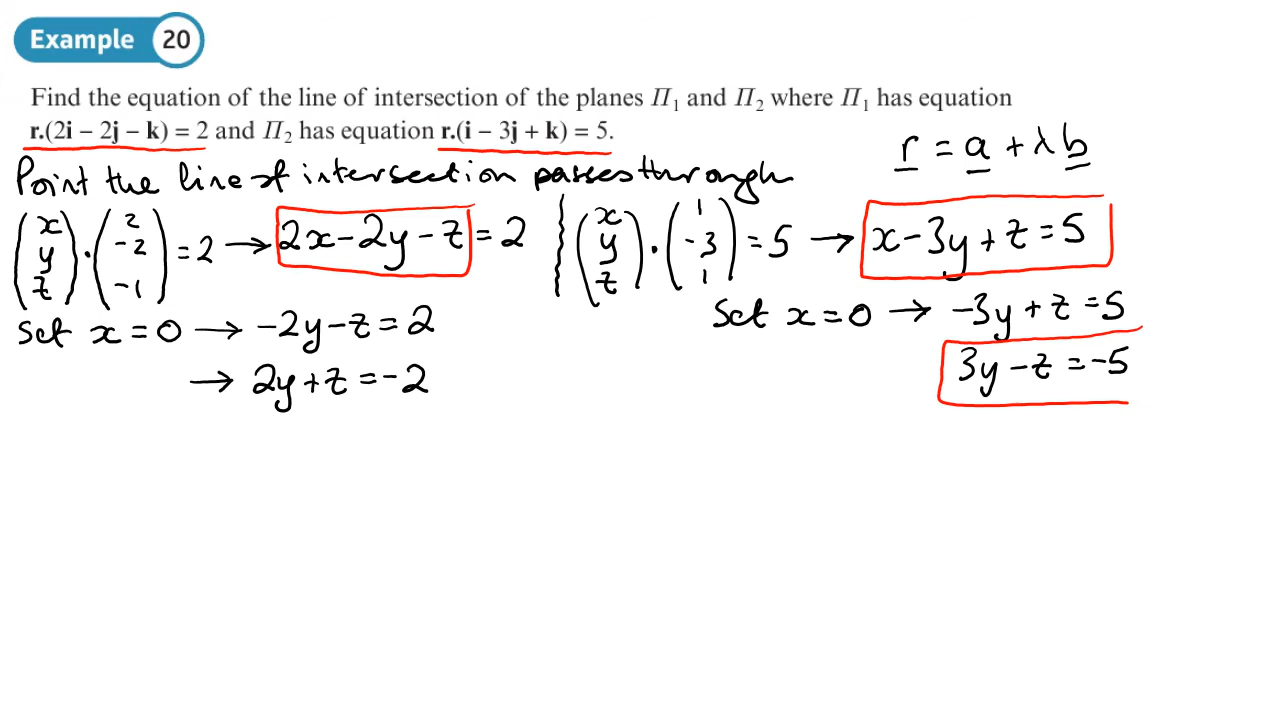 Example 20
Find the equation of the line of intersection of the planes Π₁ and Π₂ where Π₁ has equation
r.(2i − 2j − k) = 2 and Π₂ has equation r.(i − 3j + k) = 5.
r = a + λb
Point the line of intersection passes through
(x y z) · (2 -2 -1) = 2 → 2x - 2y - z = 2
(x y z) · (1 -3 1) = 5 → x - 3y + z = 5
Set x = 0 → -2y - z = 2
→ 2y + z = -2
Set x = 0 → -3y + z = 5
3y - z = -5